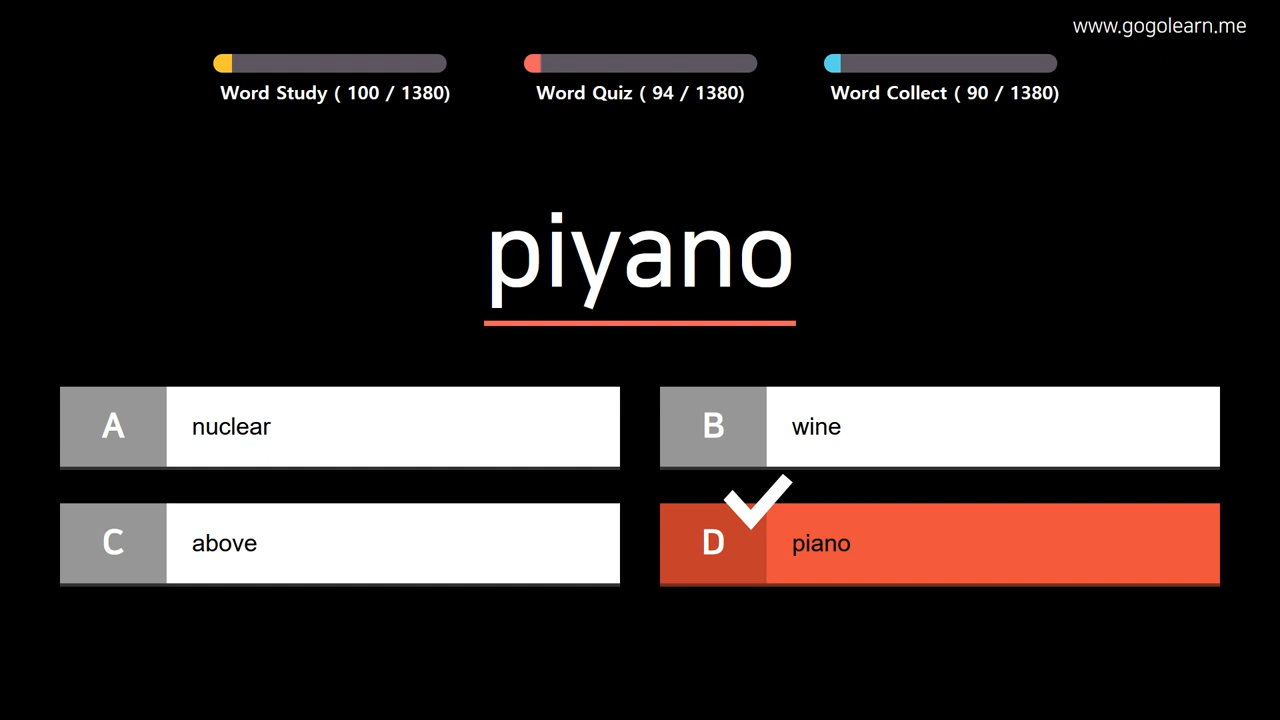 www.gogolearn.me
Word Study ( 100 / 1380)
Word Quiz ( 94 / 1380)
Word Collect ( 90 / 1380)
piyano
A nuclear
B wine
C above
D piano